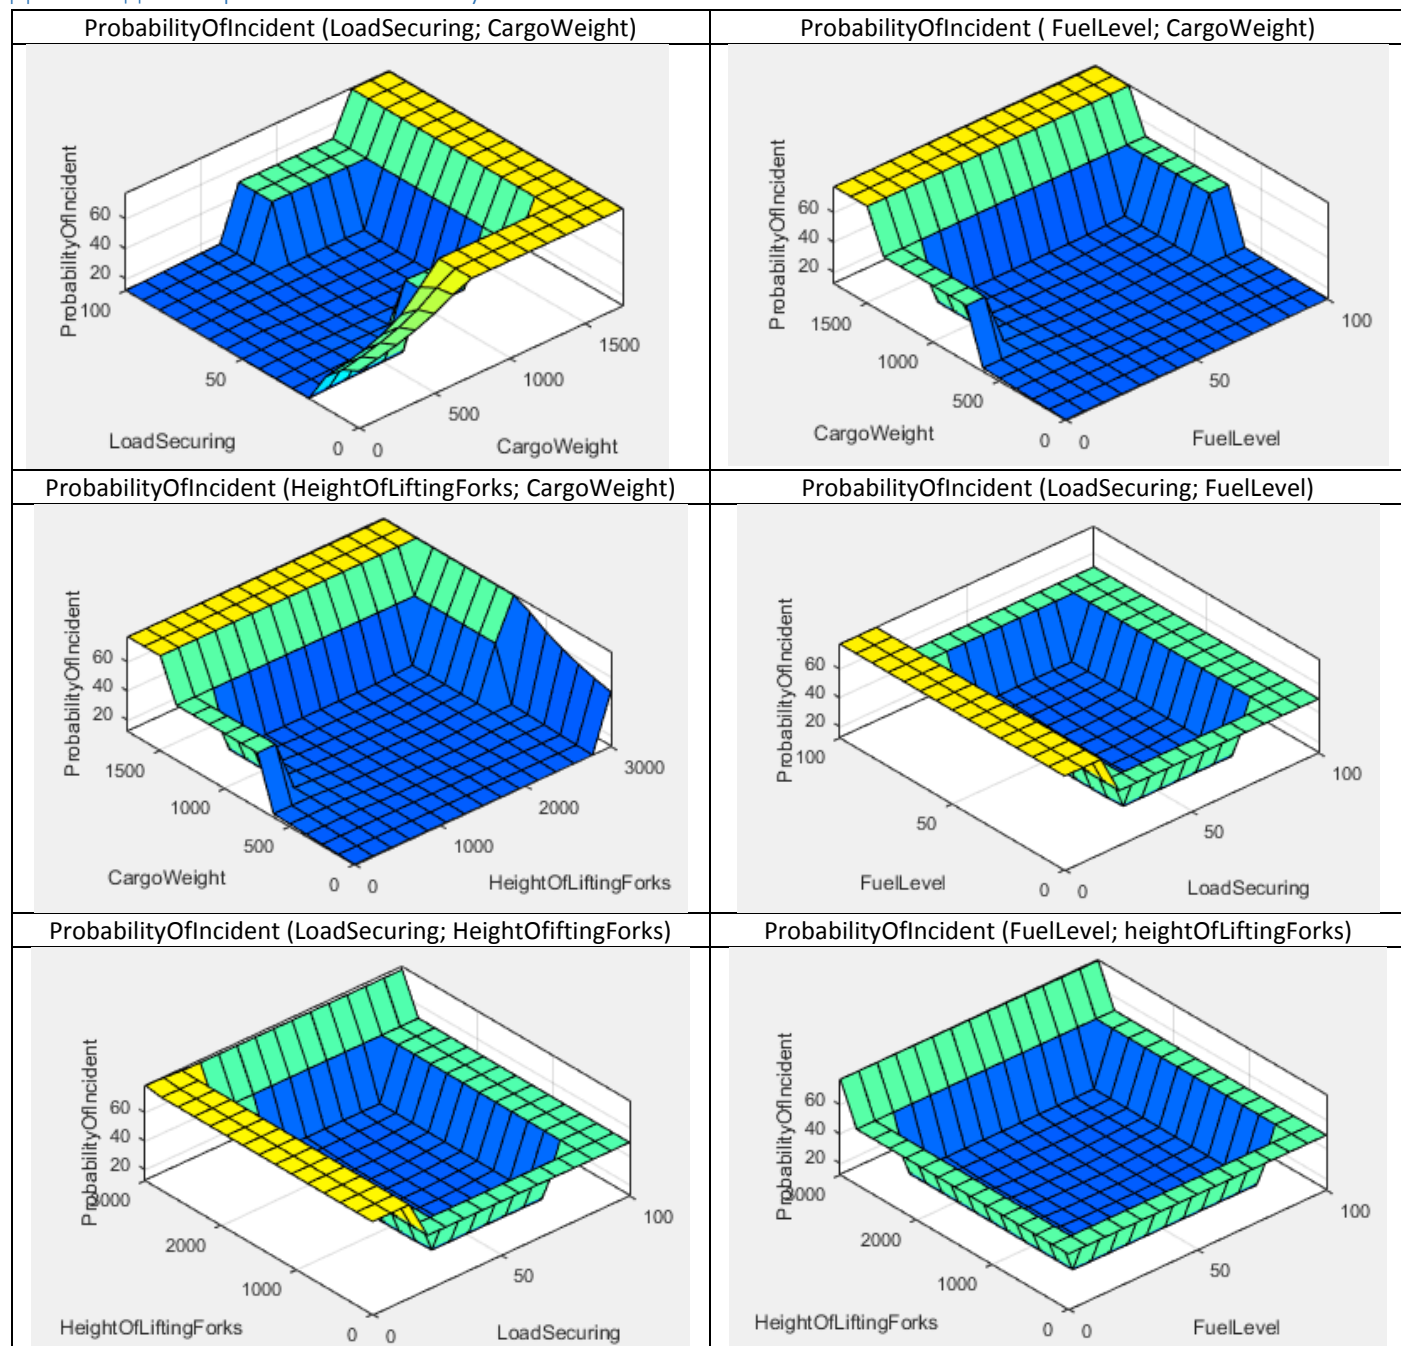 ProbabilityOfIncident (LoadSecuring; CargoWeight)
ProbabilityOfIncident ( FuelLevel; CargoWeight)
ProbabilityOfIncident
60
40
20
100
50
0
LoadSecuring
0
500
1000
1500
CargoWeight
ProbabilityOfIncident
60
40
20
1500
1000
500
0
CargoWeight
0
50
100
FuelLevel
ProbabilityOfIncident (HeightOfLiftingForks; CargoWeight)
ProbabilityOfIncident (LoadSecuring; FuelLevel)
ProbabilityOfIncident
60
40
20
1500
1000
500
0
CargoWeight
0
1000
2000
3000
HeightOfLiftingForks
ProbabilityOfIncident
60
40
20
100
50
0
FuelLevel
0
50
100
LoadSecuring
ProbabilityOfIncident (LoadSecuring; HeightOfiftingForks)
ProbabilityOfIncident (FuelLevel; heightOfLiftingForks)
ProbabilityOfIncident
60
40
20
3000
2000
1000
0
HeightOfLiftingForks
0
50
100
LoadSecuring
ProbabilityOfIncident
60
40
20
3000
2000
1000
0
HeightOfLiftingForks
0
50
100
FuelLevel